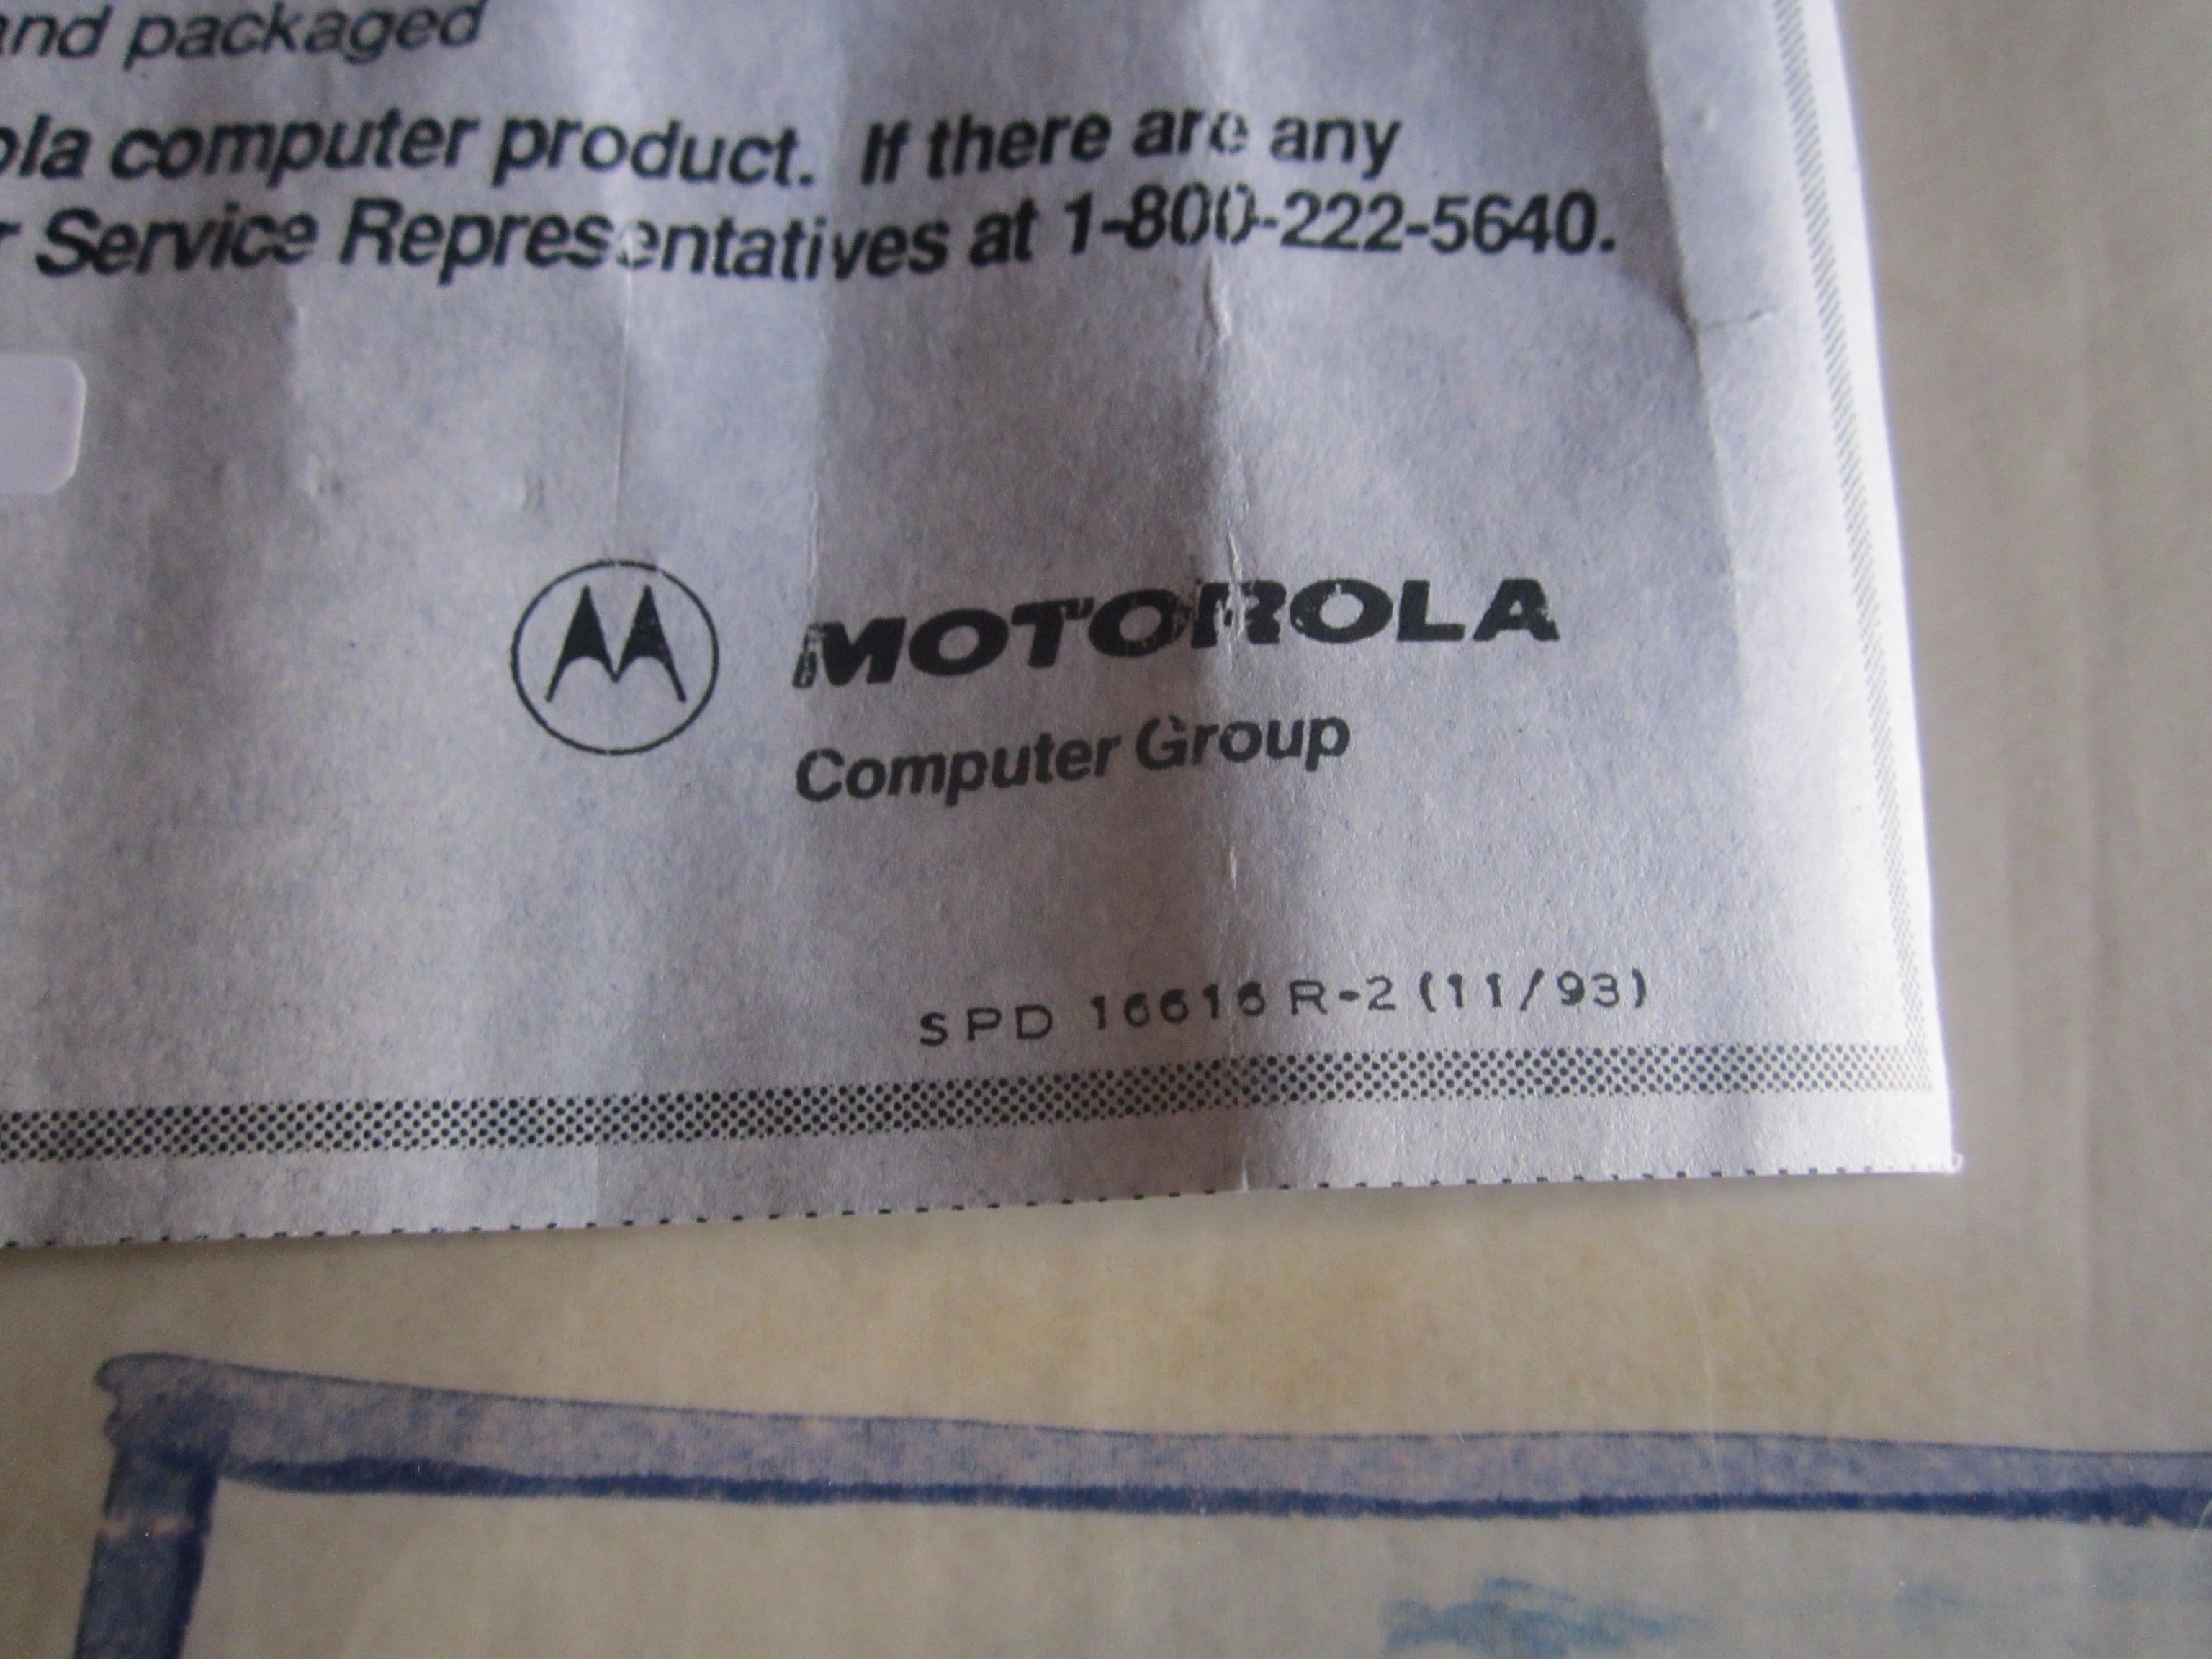 and packaged
ola computer product. If there are any
r Service Representatives at 1-800-222-5640.
MOTOROLA
Computer Group
SPD 16616 R-2 (11/93)